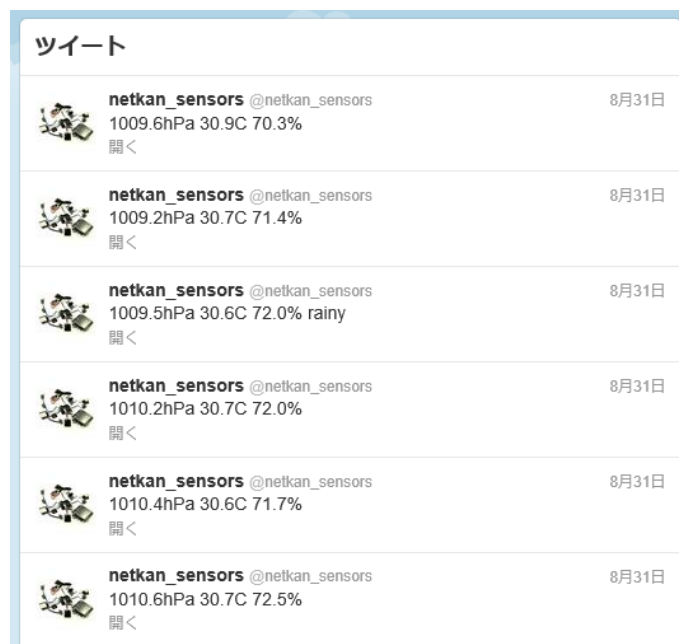 ツイート
netkan_sensors @netkan_sensors 8月31日
1009.6hPa 30.9C 70.3%
開く
netkan_sensors @netkan_sensors 8月31日
1009.2hPa 30.7C 71.4%
開く
netkan_sensors @netkan_sensors 8月31日
1009.5hPa 30.6C 72.0% rainy
開く
netkan_sensors @netkan_sensors 8月31日
1010.2hPa 30.7C 72.0%
開く
netkan_sensors @netkan_sensors 8月31日
1010.4hPa 30.6C 71.7%
開く
netkan_sensors @netkan_sensors 8月31日
1010.6hPa 30.7C 72.5%
開く